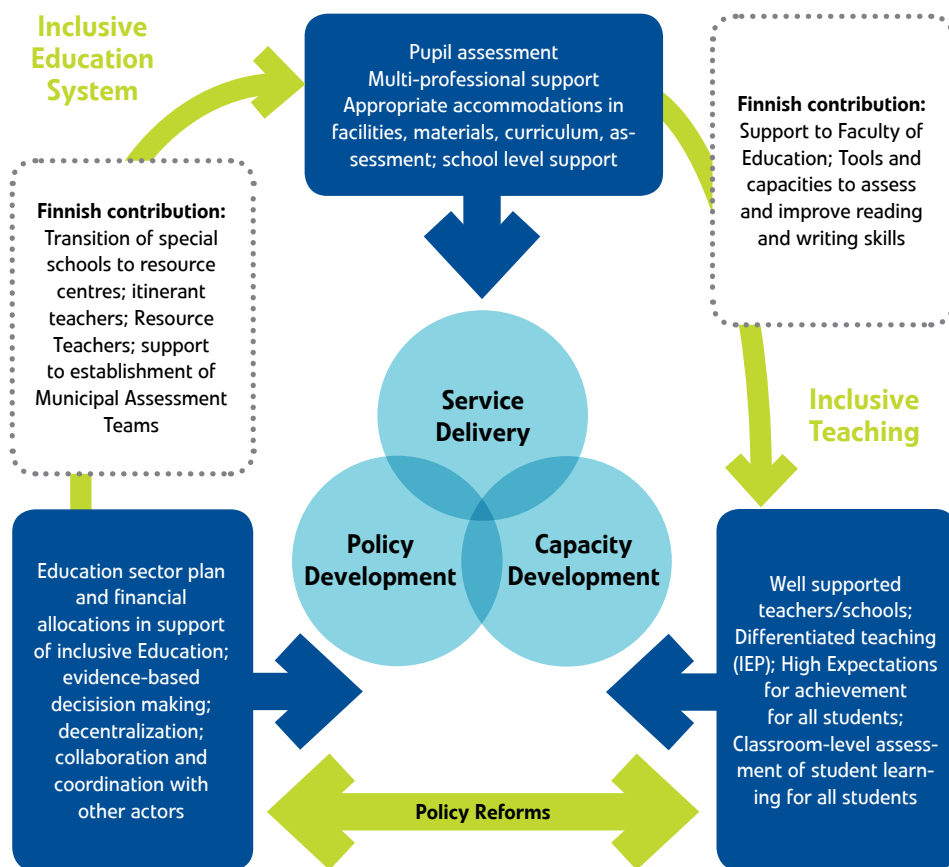 Inclusive
Education
System
Pupil assessment
Multi-professional support
Appropriate accommodations in
facilities, materials, curriculum, as-
sessment; school level support
Finnish contribution:
Support to Faculty of
Education; Tools and
capacities to assess
and improve reading
and writing skills
Finnish contribution:
Transition of special
schools to resource
centres; itinerant
teachers; Resource
Teachers; support
to establishment of
Municipal Assessment
Teams
Inclusive
Teaching
Service
Delivery
Policy
Development
Capacity
Development
Education sector plan
and financial
allocations in support
of inclusive Education;
evidence-based
decisision making;
decentralization;
collaboration and
coordination with
other actors
Well supported
teachers/schools;
Differentiated teaching
(IEP); High Expectations
for achievement
for all students;
Classroom-level assess-
ment of student learn-
ing for all students
Policy Reforms